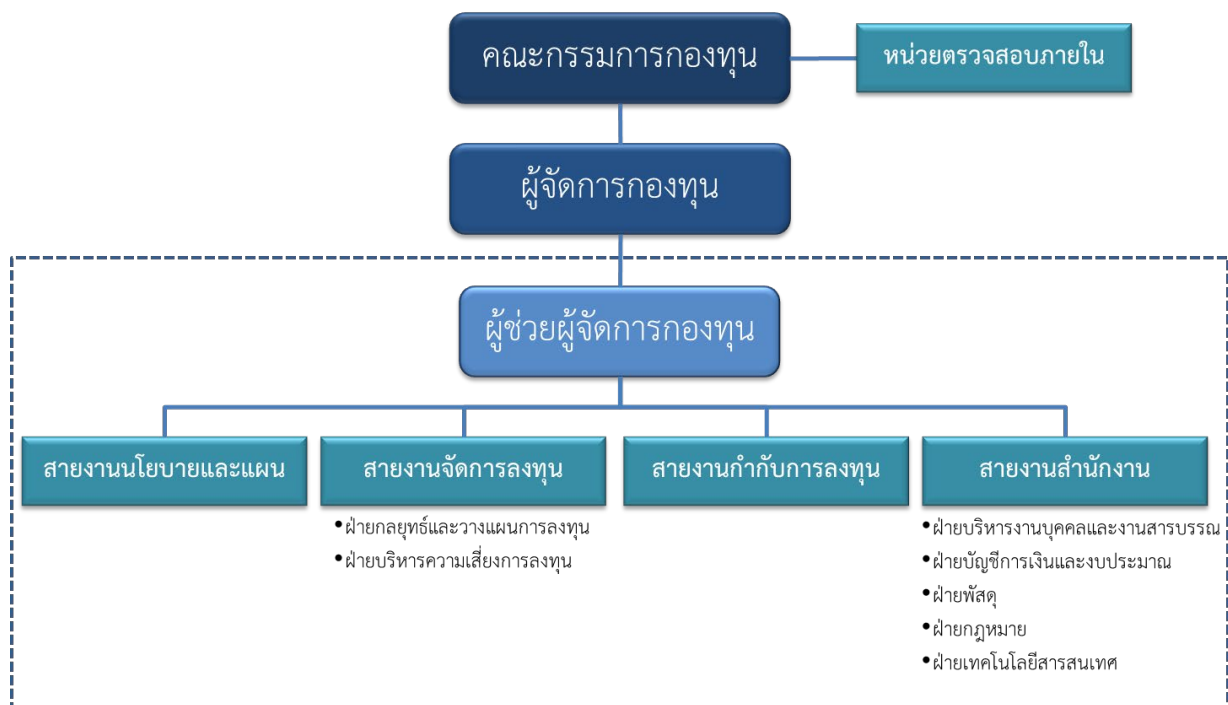 คณะกรรมการกองทุน
หน่วยตรวจสอบภายใน
ผู้จัดการกองทุน
ผู้ช่วยผู้จัดการกองทุน
สายงานนโยบายและแผน
สายงานจัดการลงทุน
•ฝ่ายกลยุทธ์และวางแผนการลงทุน
•ฝ่ายบริหารความเสี่ยงการลงทุน
สายงานกำกับการลงทุน
สายงานสำนักงาน
•ฝ่ายบริหารงานบุคคลและงานสารบรรณ
•ฝ่ายบัญชีการเงินและงบประมาณ
•ฝ่ายพัสดุ
•ฝ่ายกฎหมาย
•ฝ่ายเทคโนโลยีสารสนเทศ